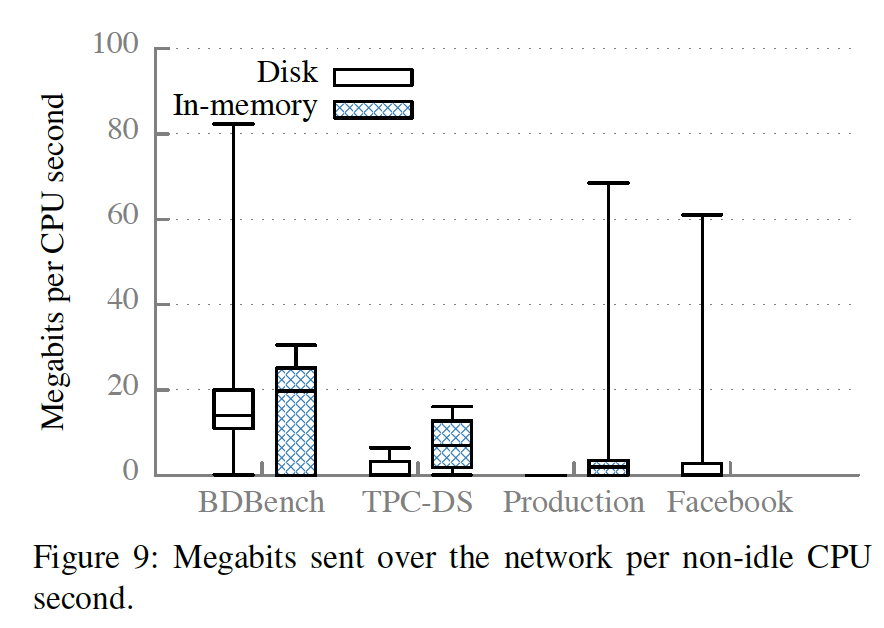 100
80
60
40
20
0
Megabits per CPU second
Disk
In-memory
BDBench TPC-DS Production Facebook
Figure 9: Megabits sent over the network per non-idle CPU
second.